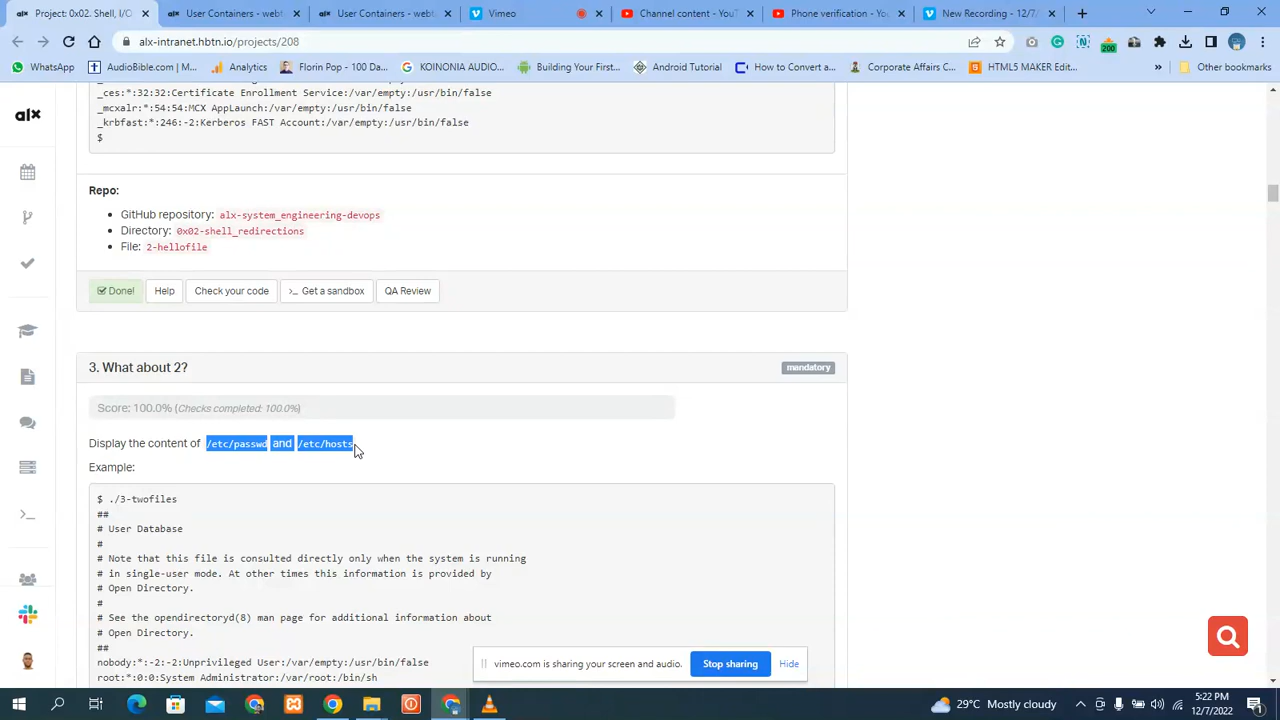 Project: 0x02. Shell, I/O
User Containers - webt
User Containers - webt
Vimeo
Channel content - YouT
Phone verification - You
New Recording - 12/7/
alx-intranet.hbtn.io/projects/208
200
WhatsApp
AudioBible.com | M...
Analytics
Florin Pop - 100 Da...
KOINONIA AUDIO...
Building Your First...
Android Tutorial
How to Convert a...
Corporate Affairs C...
HTML5 MAKER Edit...
»
Other bookmarks
alx
_ces:*:32:32:Certificate Enrollment Service:/var/empty:/usr/bin/false
_mcxalr:*:54:54:MCX AppLaunch:/var/empty:/usr/bin/false
_krbfast:*:246:-2:Kerberos FAST Account:/var/empty:/usr/bin/false
$
Repo:
• GitHub repository: alx-system_engineering-devops
• Directory: 0x02-shell_redirections
• File: 2-hellofile
Done!
Help
Check your code
>_ Get a sandbox
QA Review
3. What about 2?
mandatory
Score: 100.0% (Checks completed: 100.0%)
Display the content of /etc/passwd and /etc/hosts
Example:
$ ./3-twofiles
##
# User Database
#
# Note that this file is consulted directly only when the system is running
# in single-user mode. At other times this information is provided by
# Open Directory.
#
# See the opendirectoryd(8) man page for additional information about
# Open Directory.
##
nobody:*:-2:-2:Unprivileged User:/var/empty:/usr/bin/false
root:*:0:0:System Administrator:/var/root:/bin/sh
vimeo.com is sharing your screen and audio.
Stop sharing
Hide
29°C Mostly cloudy
5:22 PM
12/7/2022